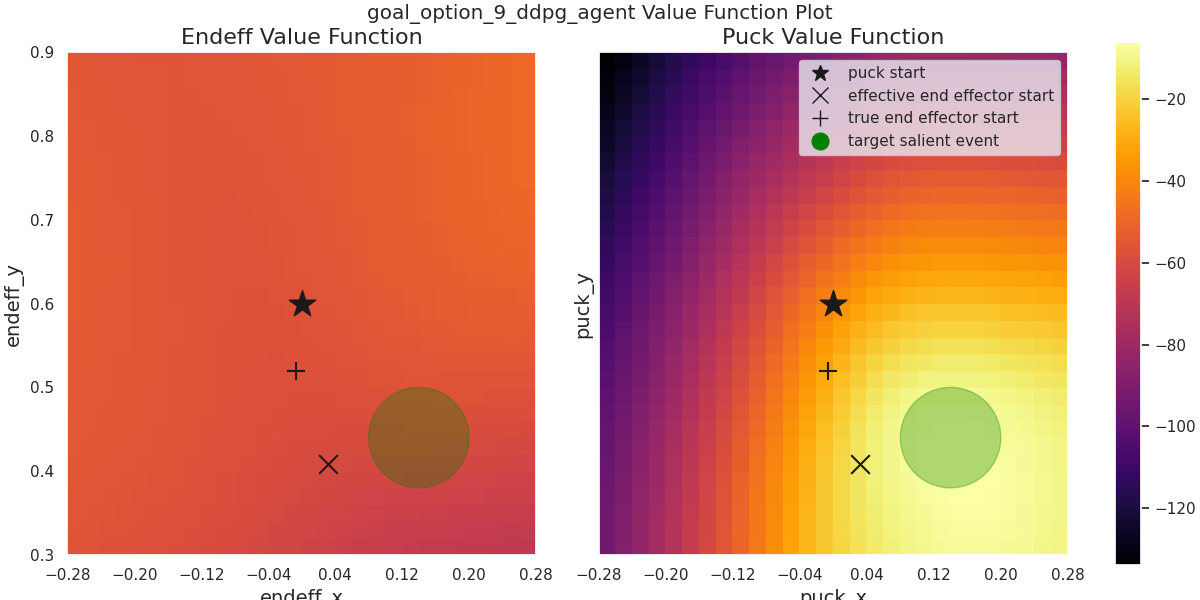 goal_option_9_ddpg_agent Value Function Plot
Endeff Value Function
Puck Value Function
0.9
0.8
0.7
0.6
0.5
0.4
0.3
endeff_y
−0.28
−0.20
−0.12
−0.04
0.04
0.12
0.20
0.28
endeff_x
puck_y
puck start
effective end effector start
true end effector start
target salient event
−0.28
−0.20
−0.12
−0.04
0.04
0.12
0.20
0.28
puck_x
−20
−40
−60
−80
−100
−120